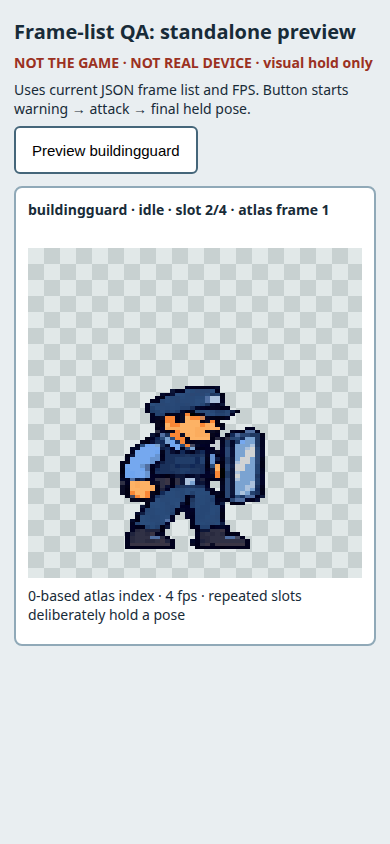 Frame-list QA: standalone preview
NOT THE GAME · NOT REAL DEVICE · visual hold only
Uses current JSON frame list and FPS. Button starts
warning → attack → final held pose.
Preview buildingguard
buildingguard · idle · slot 2/4 · atlas frame 1
0-based atlas index · 4 fps · repeated slots
deliberately hold a pose